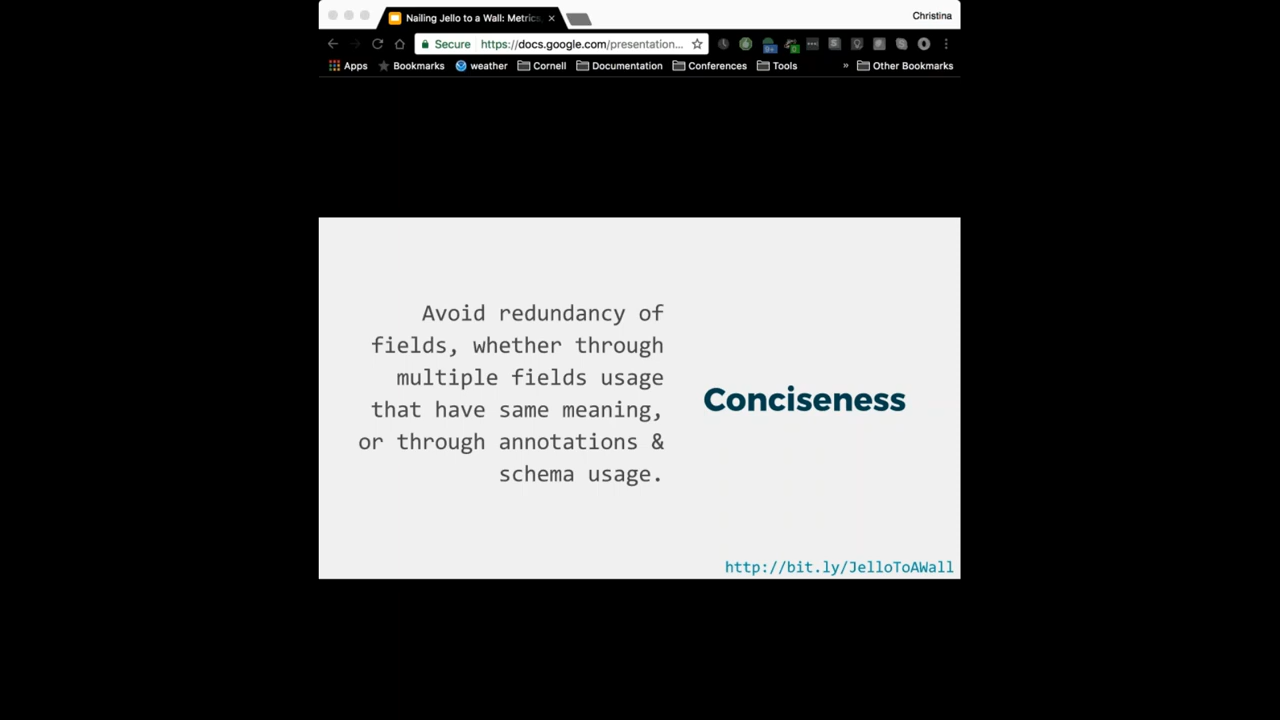 Nailing Jello to a Wall: Metrics,
Christina
Secure https://docs.google.com/presentation...
Apps Bookmarks weather Cornell Documentation Conferences Tools » Other Bookmarks
Avoid redundancy of
fields, whether through
multiple fields usage
that have same meaning,
or through annotations &
schema usage.
Conciseness
http://bit.ly/JelloToAWall